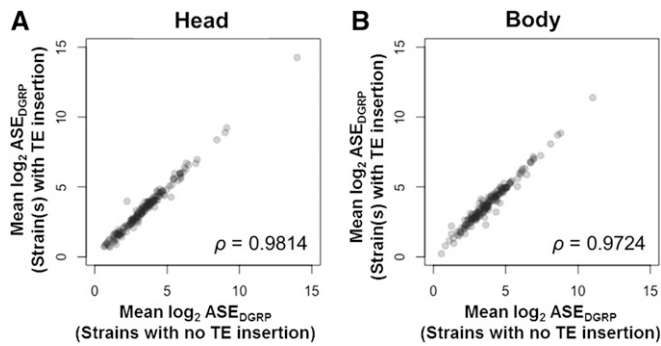 A
Head
Mean log2 ASEDGRP
(Strain(s) with TE insertion)
15
10
5
0
ρ = 0.9814
0
5
10
15
Mean log2 ASEDGRP
(Strains with no TE insertion)
B
Body
Mean log2 ASEDGRP
(Strain(s) with TE insertion)
15
10
5
0
ρ = 0.9724
0
5
10
15
Mean log2 ASEDGRP
(Strains with no TE insertion)